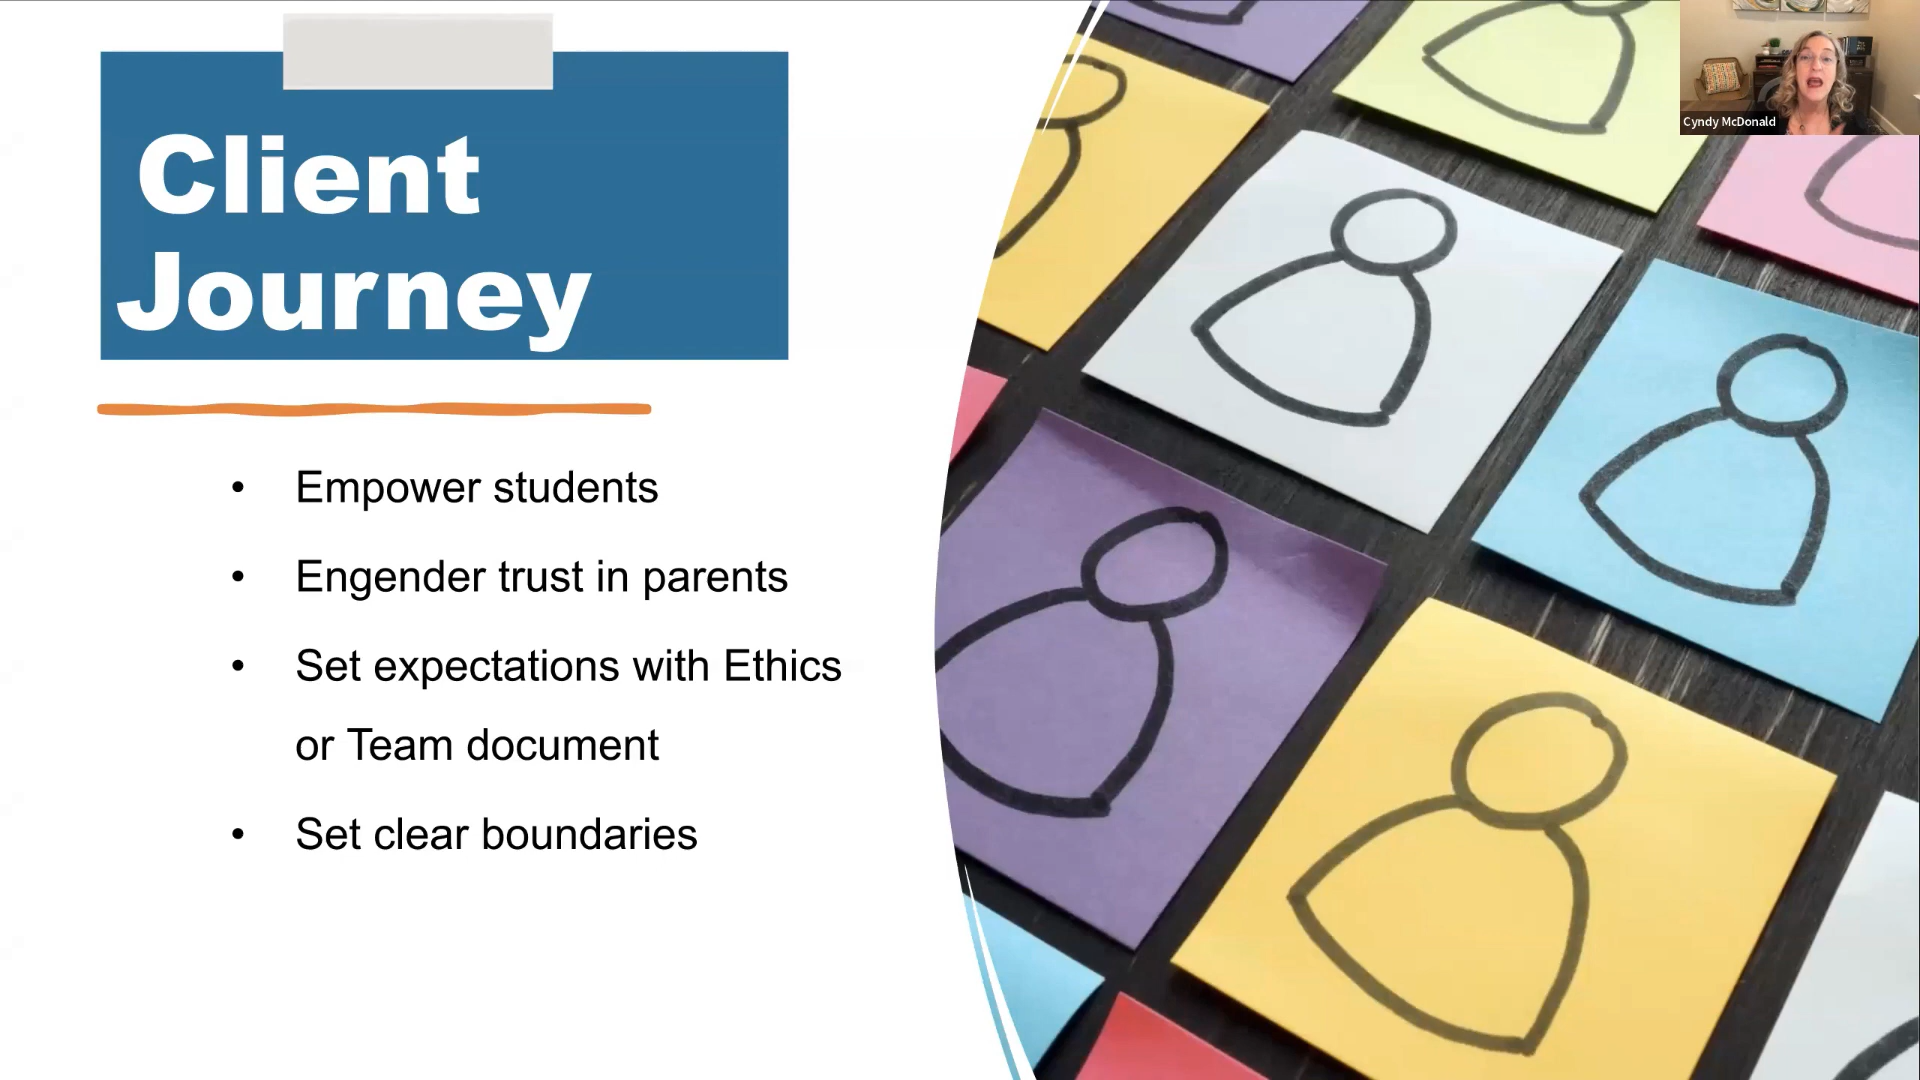 Client
Journey
• Empower students
• Engender trust in parents
• Set expectations with Ethics
or Team document
• Set clear boundaries
Cyndy McDonald